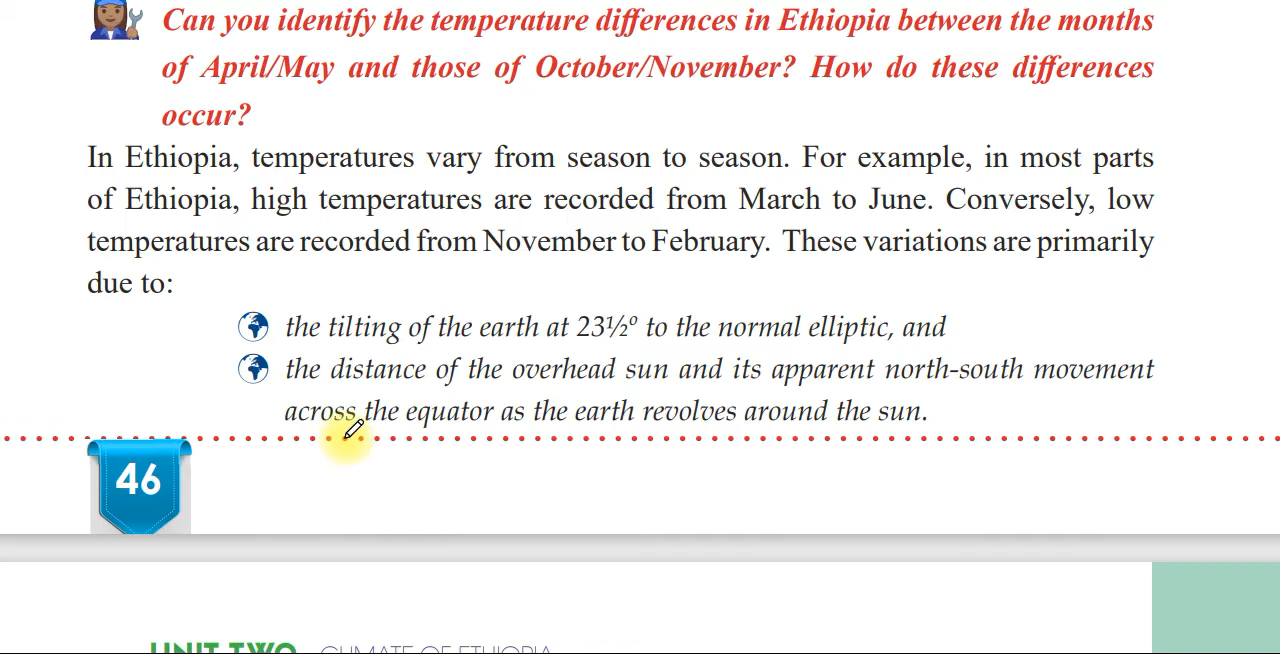 Can you identify the temperature differences in Ethiopia between the months
of April/May and those of October/November? How do these differences
occur?
In Ethiopia, temperatures vary from season to season. For example, in most parts
of Ethiopia, high temperatures are recorded from March to June. Conversely, low
temperatures are recorded from November to February. These variations are primarily
due to:
the tilting of the earth at 23½º to the normal elliptic, and
the distance of the overhead sun and its apparent north-south movement
across the equator as the earth revolves around the sun.
46
UNIT TWO CLIMATE OF ETHIOPIA